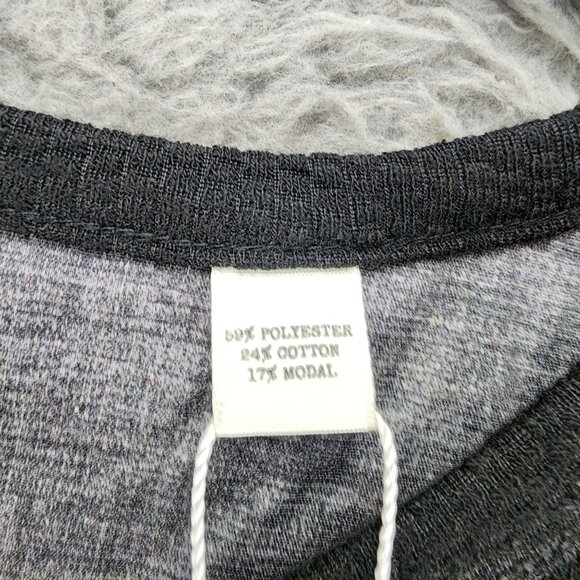 59% POLYESTER
24% COTTON
17% MODAL